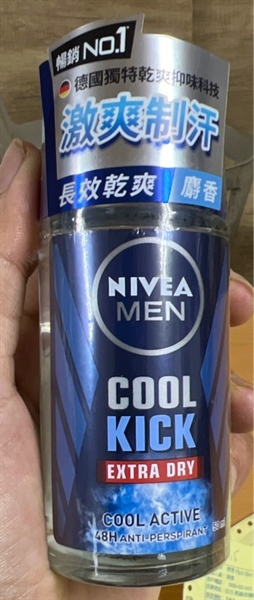 暢銷 NO.1
德國獨特乾爽抑味科技
激爽制汗
長效乾爽 麝香
NIVEA
MEN
COOL
KICK
EXTRA DRY
COOL ACTIVE
48H ANTI-PERSPIRANT